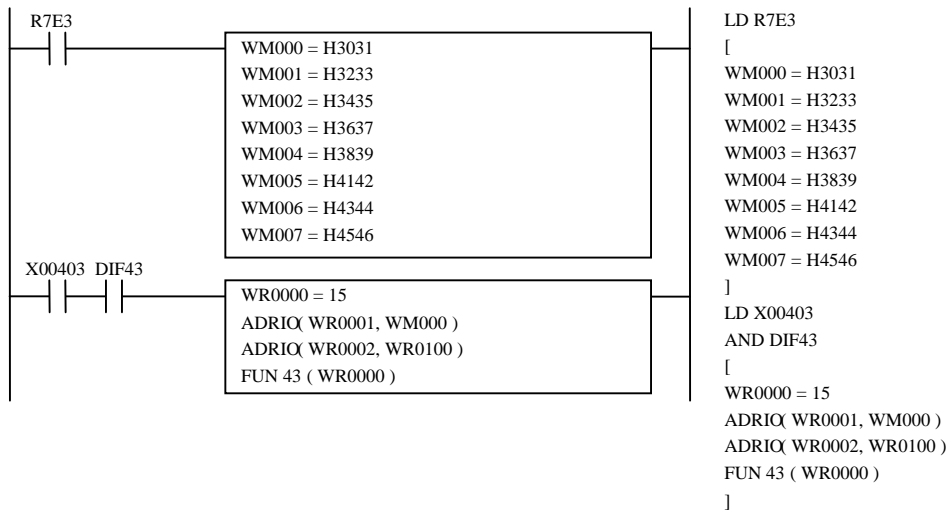 R7E3
WM000 = H3031
WM001 = H3233
WM002 = H3435
WM003 = H3637
WM004 = H3839
WM005 = H4142
WM006 = H4344
WM007 = H4546
X00403 DIF43
WR0000 = 15
ADRIO( WR0001, WM000 )
ADRIO( WR0002, WR0100 )
FUN 43 ( WR0000 )
LD R7E3
[
WM000 = H3031
WM001 = H3233
WM002 = H3435
WM003 = H3637
WM004 = H3839
WM005 = H4142
WM006 = H4344
WM007 = H4546
]
LD X00403
AND DIF43
[
WR0000 = 15
ADRIO( WR0001, WM000 )
ADRIO( WR0002, WR0100 )
FUN 43 ( WR0000 )
]